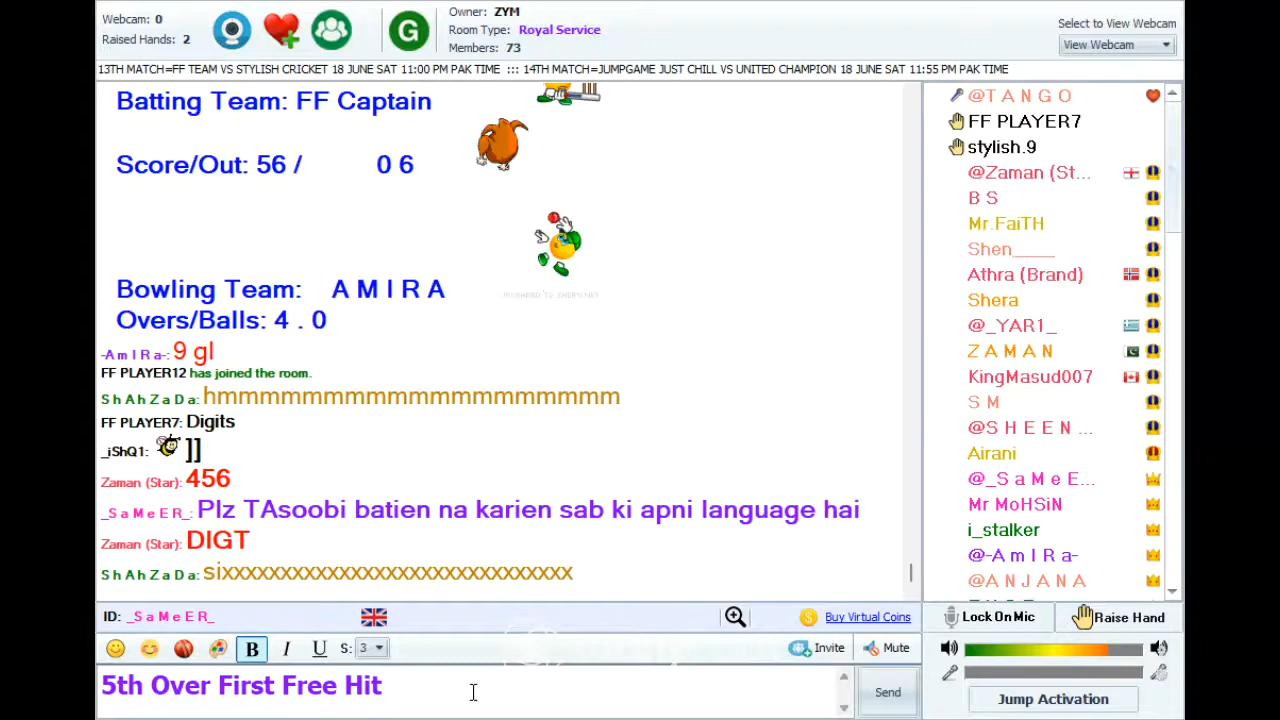 Webcam: 0
Raised Hands: 2
G
Owner: ZYM
Room Type: Royal Service
Members: 73
Select to View Webcam
View Webcam
13TH MATCH=FF TEAM VS STYLISH CRICKET 18 JUNE SAT 11:00 PM PAK TIME ::: 14TH MATCH=JUMPGAME JUST CHILL VS UNITED CHAMPION 18 JUNE SAT 11:55 PM PAK TIME
Batting Team: FF Captain
Score/Out: 56 / 0 6
Bowling Team: A M I R A
Overs/Balls: 4 . 0
-A m I R a-: 9 gl
FF PLAYER12 has joined the room.
S h A h Z a D a: hmmmmmmmmmmmmmmmmmmmm
FF PLAYER7: Digits
_iShQ1: ]]
Zaman (Star): 456
_S a M e E R_: Plz TAsoobi batien na karien sab ki apni language hai
Zaman (Star): DIGT
S h A h Z a D a: sixxxxxxxxxxxxxxxxxxxxxxxxxxxxx
@T A N G O
FF PLAYER7
stylish.9
@Zaman (St...
B S
Mr.FaiTH
Shen____
Athra (Brand)
Shera
@_YAR1_
Z A M A N
KingMasud007
S M
@S H E E N ...
Airani
@_S a M e E...
Mr MoHSiN
i_stalker
@-A m I R a-
@A N J A N A
ID: _S a M e E R_
Buy Virtual Coins
Lock On Mic
Raise Hand
B I U S: 3
Invite
Mute
5th Over First Free Hit
Send
Jump Activation